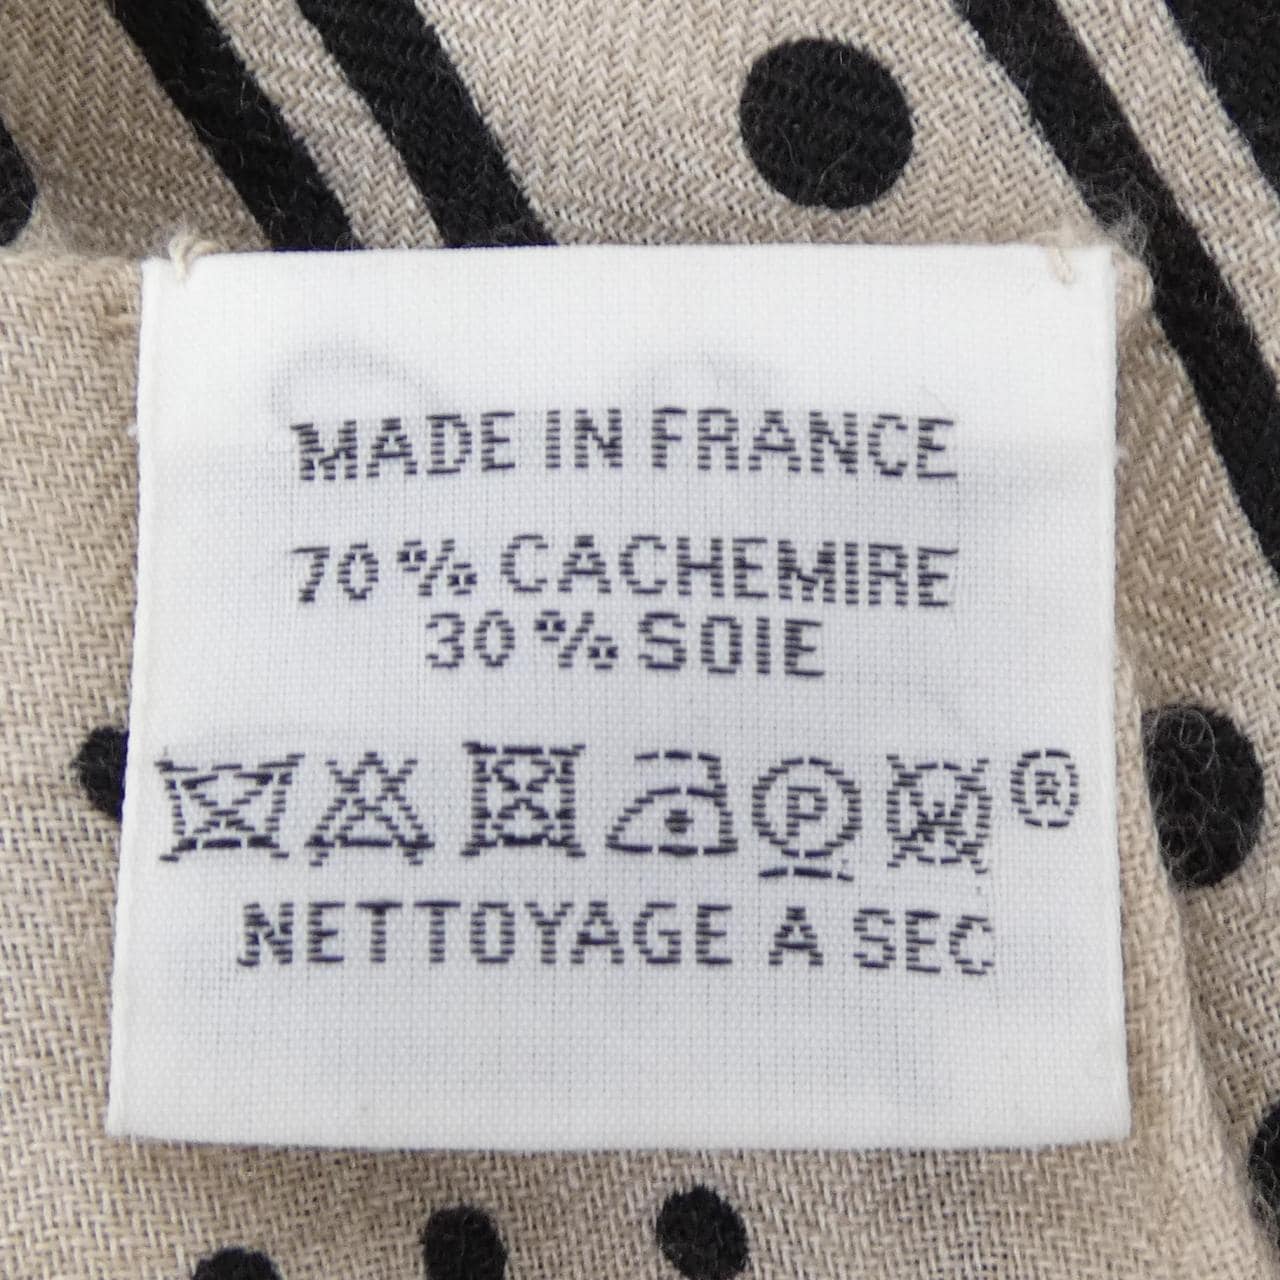 MADE IN FRANCE
70% CACHEMIRE
30% SOIE
P ®
NETTOYAGE A SEC